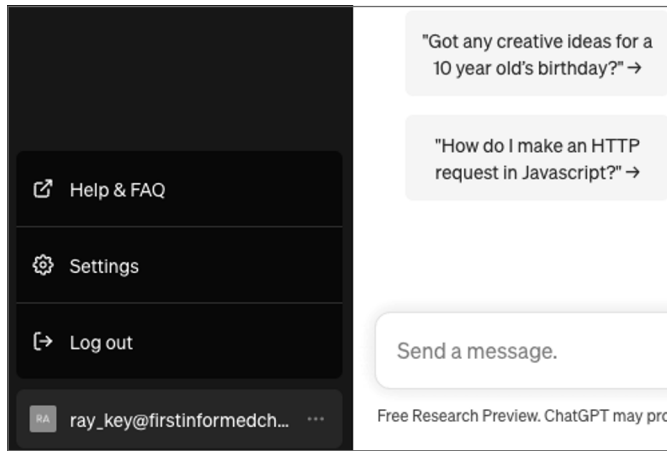 "Got any creative ideas for a
10 year old's birthday?" →
"How do I make an HTTP
request in Javascript?" →
Help & FAQ
Settings
Log out
RA
ray_key@firstinformedch...
Send a message.
Free Research Preview. ChatGPT may pro